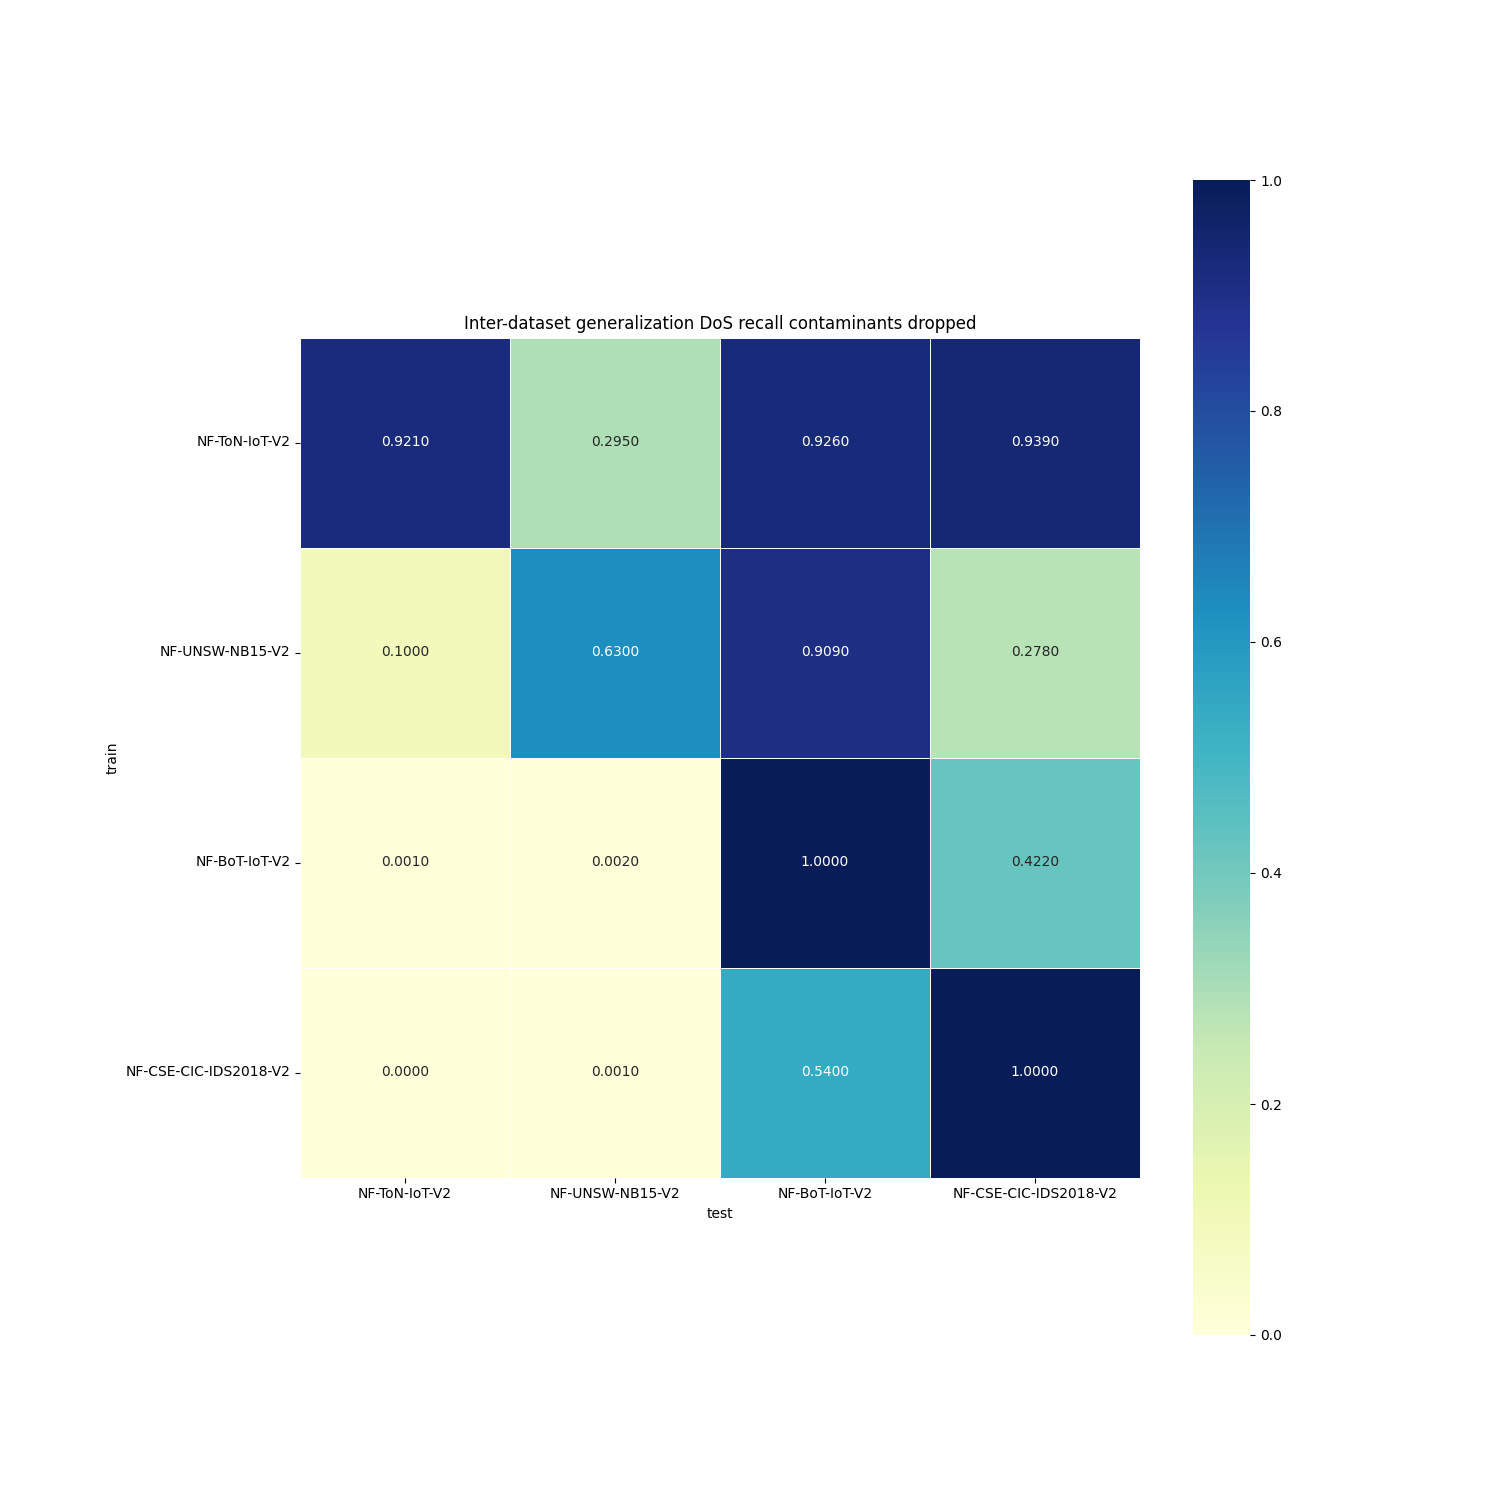 Inter-dataset generalization DoS recall contaminants dropped
NF-ToN-IoT-V2
0.9210
0.2950
0.9260
0.9390
NF-UNSW-NB15-V2
0.1000
0.6300
0.9090
0.2780
train
NF-BoT-IoT-V2
0.0010
0.0020
1.0000
0.4220
NF-CSE-CIC-IDS2018-V2
0.0000
0.0010
0.5400
1.0000
NF-ToN-IoT-V2
NF-UNSW-NB15-V2
NF-BoT-IoT-V2
NF-CSE-CIC-IDS2018-V2
test
1.0
0.8
0.6
0.4
0.2
0.0